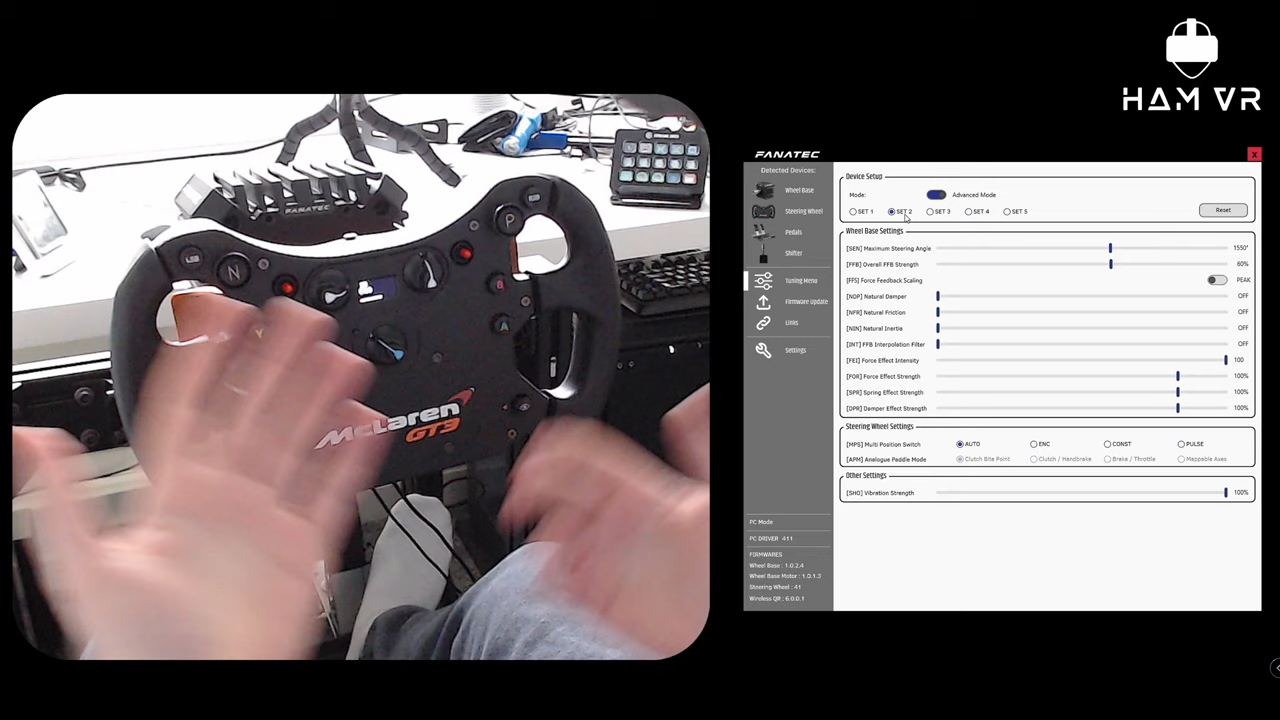 HAM VR
FANATEC
X
Detected Devices:
Wheel Base
Steering Wheel
Pedals
Shifter
Tuning Menu
Firmware Update
Links
Settings
PC Mode
PC DRIVER 411
FIRMWARES
Wheel Base : 1.0.2.4
Wheel Base Motor : 1.0.1.3
Steering Wheel : 41
Wireless QR : 6.0.0.1
Device Setup
Mode: Advanced Mode
SET 1 SET 2 SET 3 SET 4 SET 5 Reset
Wheel Base Settings
[SEN] Maximum Steering Angle 1550°
[FFB] Overall FFB Strength 60%
[FFS] Force Feedback Scaling PEAK
[NDP] Natural Damper OFF
[NFR] Natural Friction OFF
[NIN] Natural Inertia OFF
[INT] FFB Interpolation Filter OFF
[FEI] Force Effect Intensity 100
[FOR] Force Effect Strength 100%
[SPR] Spring Effect Strength 100%
[DPR] Damper Effect Strength 100%
Steering Wheel Settings
[MPS] Multi Position Switch AUTO ENC CONST PULSE
[APM] Analogue Paddle Mode Clutch Bite Point Clutch / Handbrake Brake / Throttle Mappable Axes
Other Settings
[SHO] Vibration Strength 100%
FANATEC
P
N
B
A
Y
McLaren
GT3